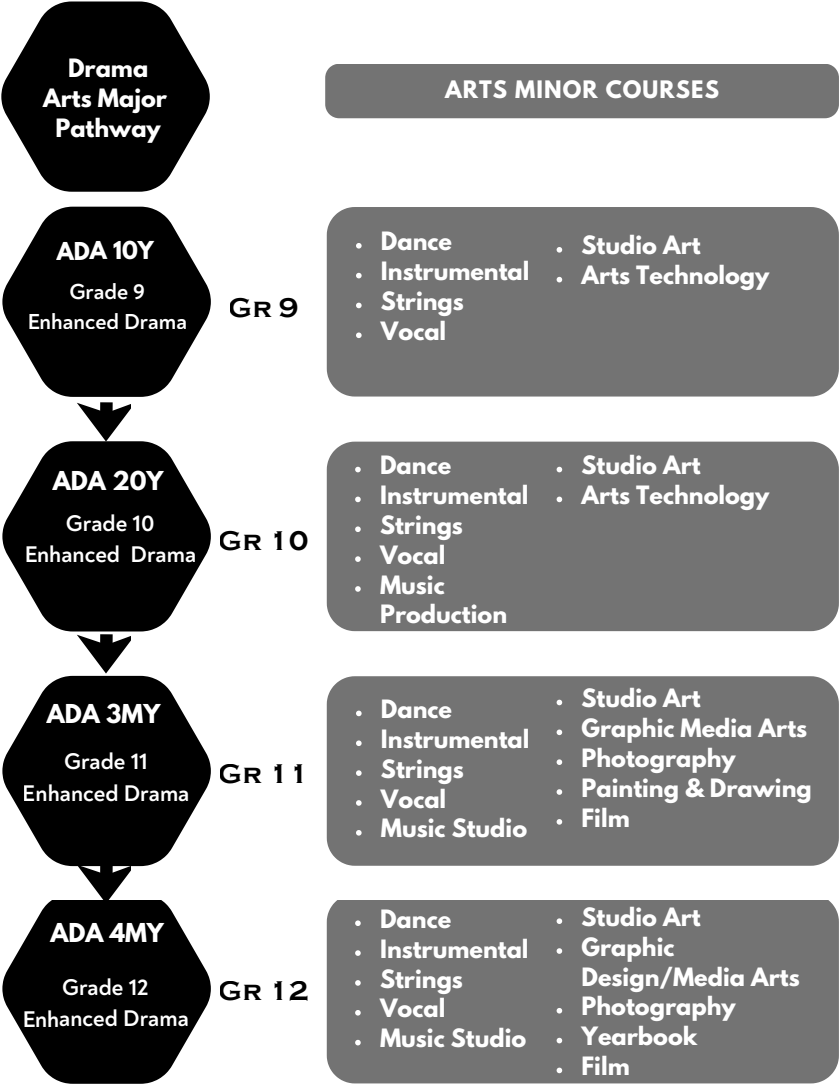 Drama
Arts Major
Pathway
ARTS MINOR COURSES
ADA 10Y
Grade 9
Enhanced Drama
GR 9
• Dance
• Instrumental
• Strings
• Vocal
• Studio Art
• Arts Technology
ADA 20Y
Grade 10
Enhanced Drama
GR 10
• Dance
• Instrumental
• Strings
• Vocal
• Music
Production
• Studio Art
• Arts Technology
ADA 3MY
Grade 11
Enhanced Drama
GR 11
• Dance
• Instrumental
• Strings
• Vocal
• Music Studio
• Studio Art
• Graphic Media Arts
• Photography
• Painting & Drawing
• Film
ADA 4MY
Grade 12
Enhanced Drama
GR 12
• Dance
• Instrumental
• Strings
• Vocal
• Music Studio
• Studio Art
• Graphic
Design/Media Arts
• Photography
• Yearbook
• Film